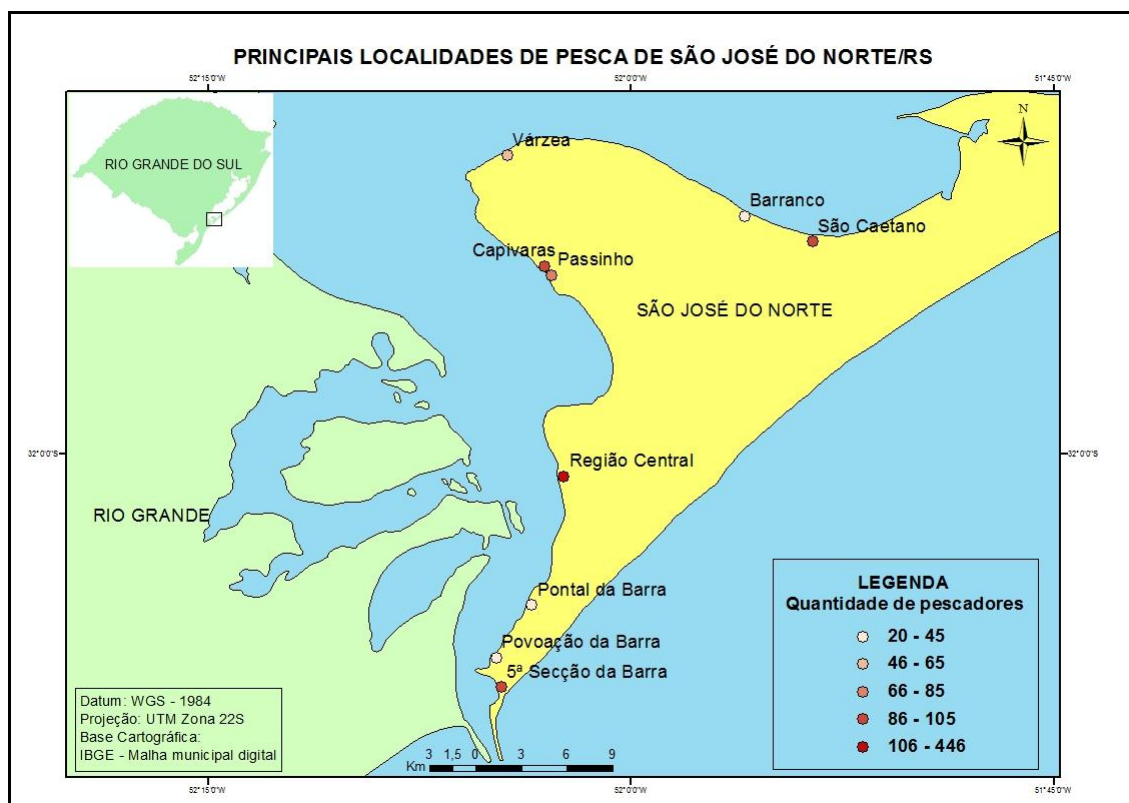 PRINCIPAIS LOCALIDADES DE PESCA DE SÃO JOSÉ DO NORTE/RS
52°15'0"W
52°0'0"W
51°45'0"W
RIO GRANDE DO SUL
N
Várzea
Barranco
São Caetano
Capivaras
Passinho
SÃO JOSÉ DO NORTE
32°0'0"S
32°0'0"S
Região Central
RIO GRANDE
Pontal da Barra
Povoação da Barra
5ª Secção da Barra
LEGENDA
Quantidade de pescadores
20 - 45
46 - 65
66 - 85
86 - 105
106 - 446
Datum: WGS - 1984
Projeção: UTM Zona 22S
Base Cartográfica:
IBGE - Malha municipal digital
3 1,5 0 3 6 9
Km
52°15'0"W
52°0'0"W
51°45'0"W